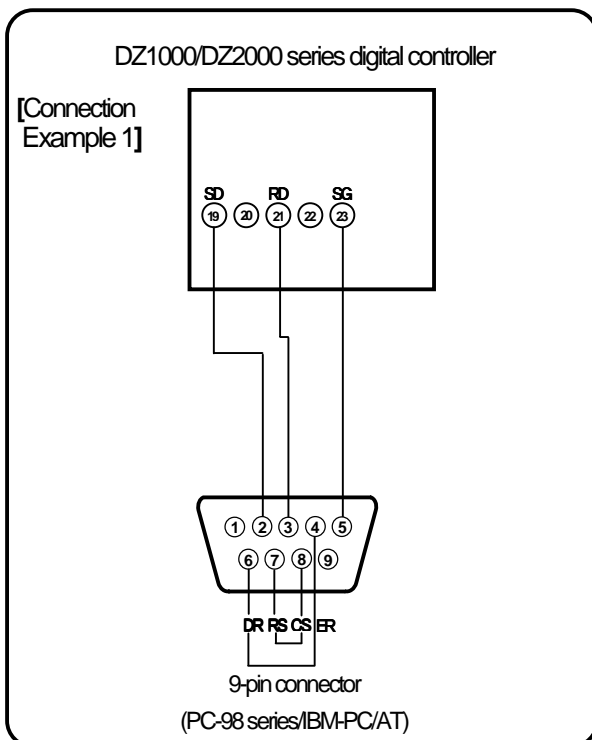 DZ1000/DZ2000 series digital controller
[Connection
Example 1]
SD RD SG
19 20 21 22 23
1 2 3 4 5
6 7 8 9
DR RS CS ER
9-pin connector
(PC-98 series/IBM-PC/AT)